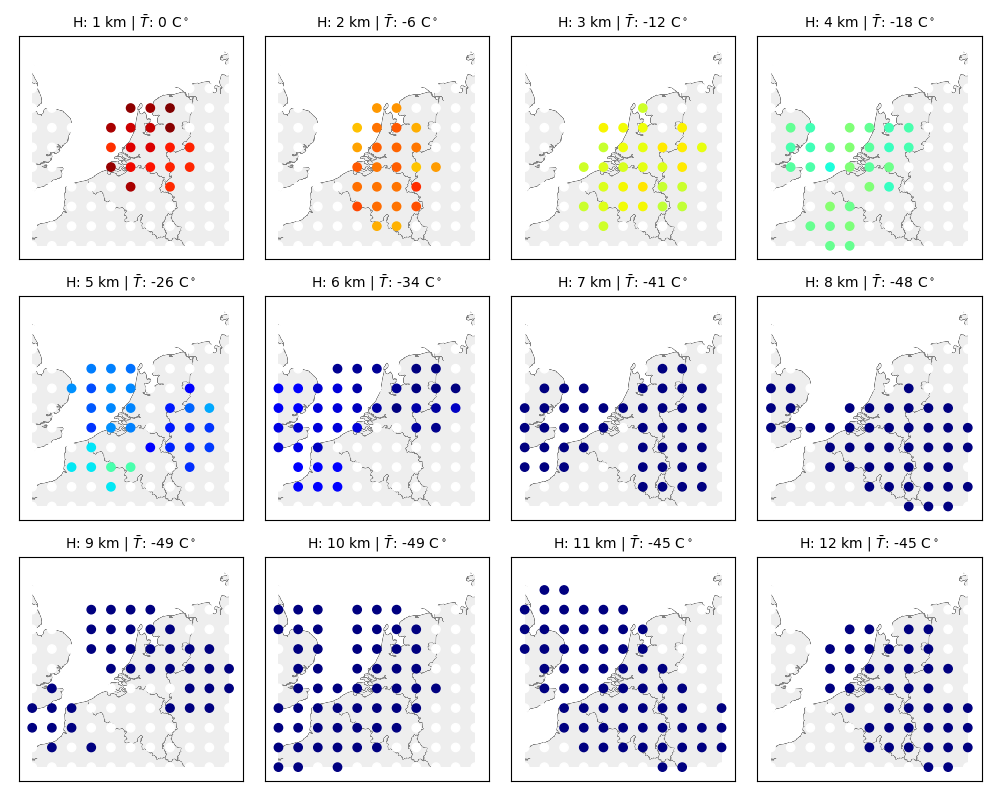 H: 1 km | T̄: 0 C°
H: 2 km | T̄: -6 C°
H: 3 km | T̄: -12 C°
H: 4 km | T̄: -18 C°
H: 5 km | T̄: -26 C°
H: 6 km | T̄: -34 C°
H: 7 km | T̄: -41 C°
H: 8 km | T̄: -48 C°
H: 9 km | T̄: -49 C°
H: 10 km | T̄: -49 C°
H: 11 km | T̄: -45 C°
H: 12 km | T̄: -45 C°